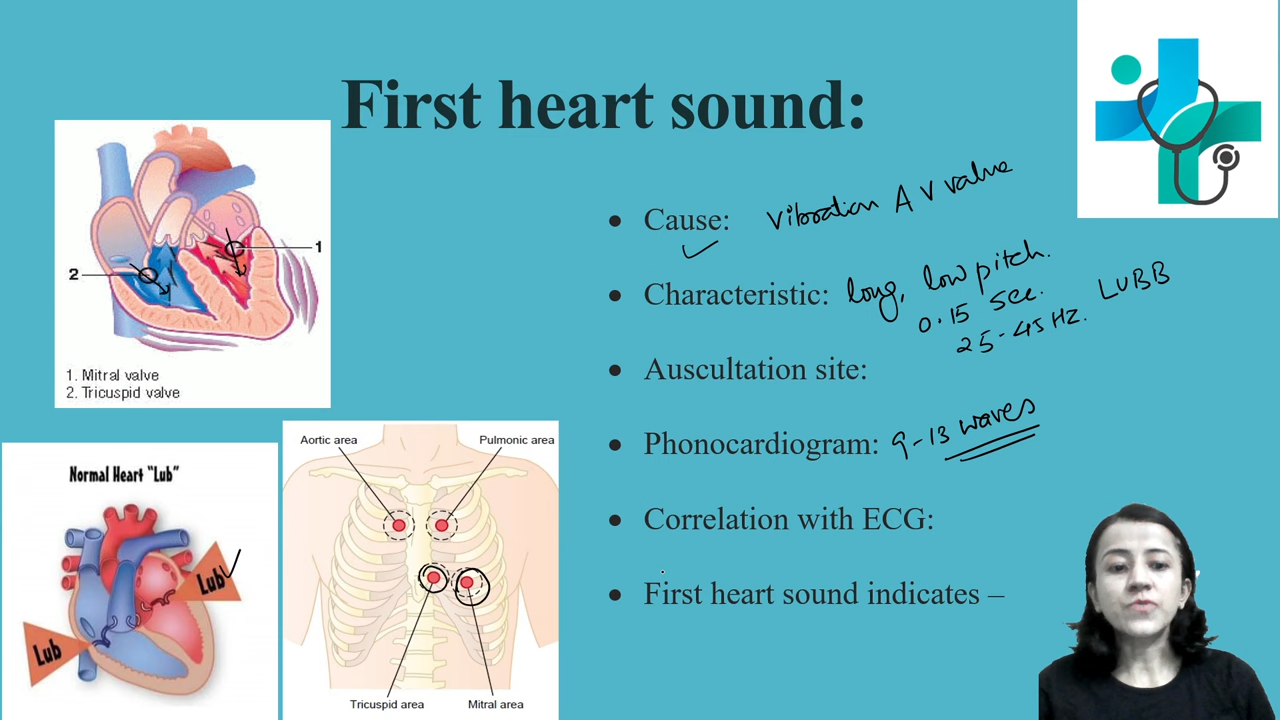 First heart sound:
1
2
1. Mitral valve
2. Tricuspid valve
Normal Heart "Lub"
Lub
Lub
Aortic area
Pulmonic area
Tricuspid area
Mitral area
• Cause: vibration A V valve
• Characteristic: long, low pitch.
0.15 sec.
25-45 Hz. LUBB
• Auscultation site:
• Phonocardiogram: 9-13 waves
• Correlation with ECG:
• First heart sound indicates –